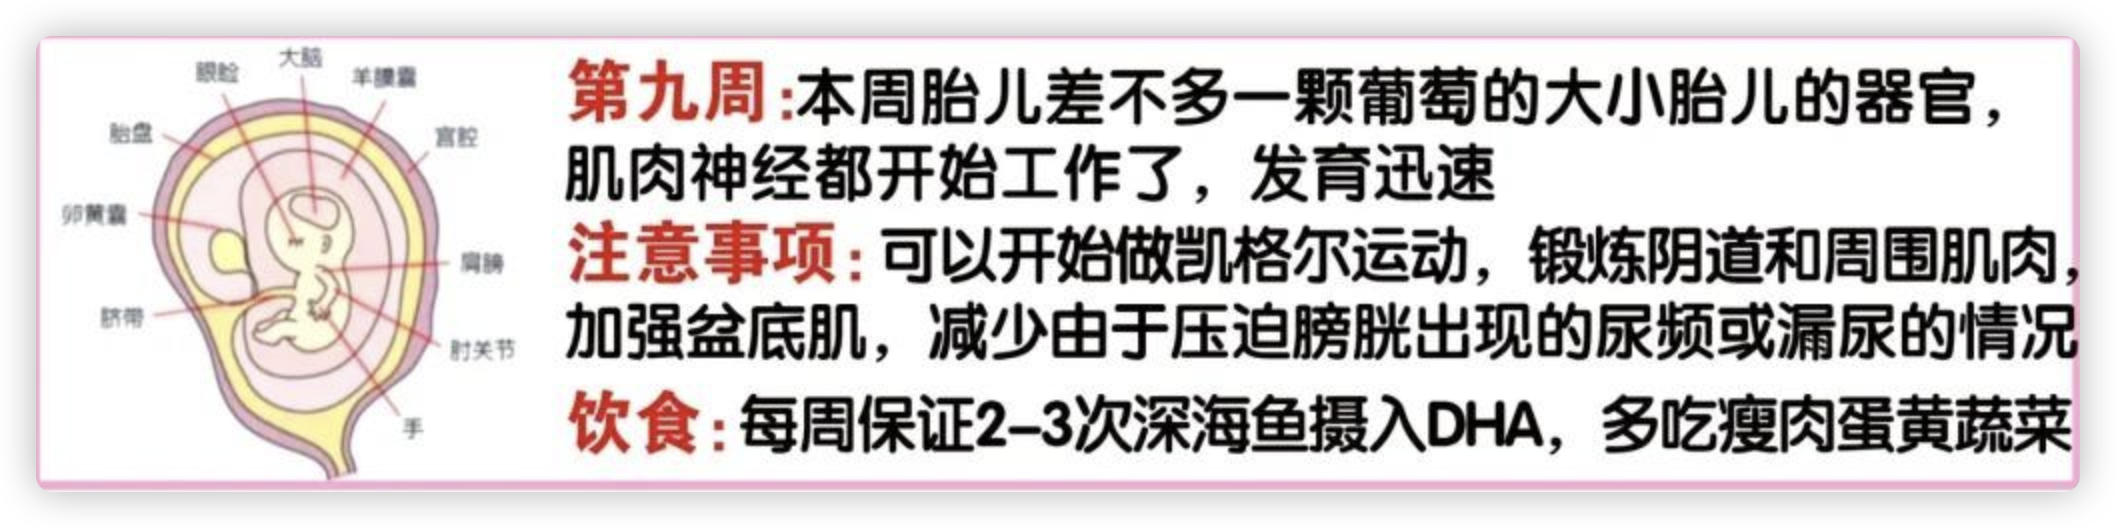 大脑
眼睑
羊膜囊
胎盘
宫腔
卵黄囊
肩膀
脐带
肘关节
手
第九周:本周胎儿差不多一颗葡萄的大小胎儿的器官，
肌肉神经都开始工作了，发育迅速
注意事项：可以开始做凯格尔运动，锻炼阴道和周围肌肉，
加强盆底肌，减少由于压迫膀胱出现的尿频或漏尿的情况
饮食：每周保证2-3次深海鱼摄入DHA，多吃瘦肉蛋黄蔬菜